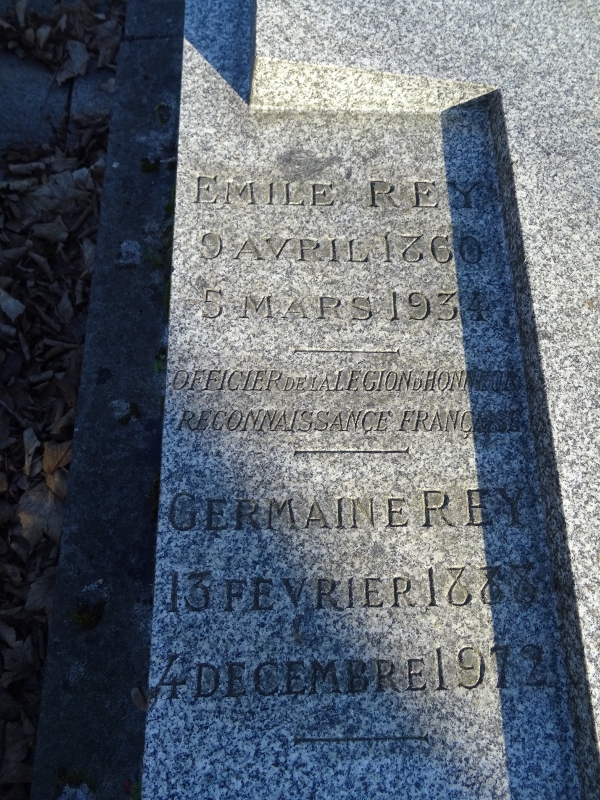 EMILE REY
9 AVRIL 1860
5 MARS 1934
OFFICIER DE LA LEGION D'HONNEUR
RECONNAISSANCE FRANÇAISE
GERMAINE REY
13 FEVRIER 1888
4 DECEMBRE 1972